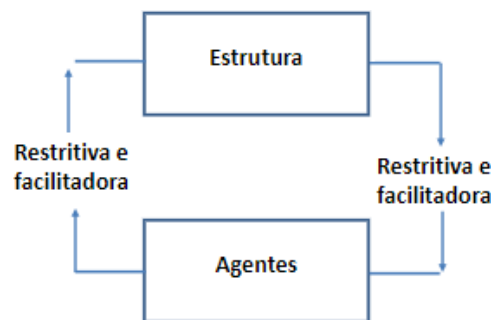 Estrutura
Restritiva e
facilitadora
Restritiva e
facilitadora
Agentes